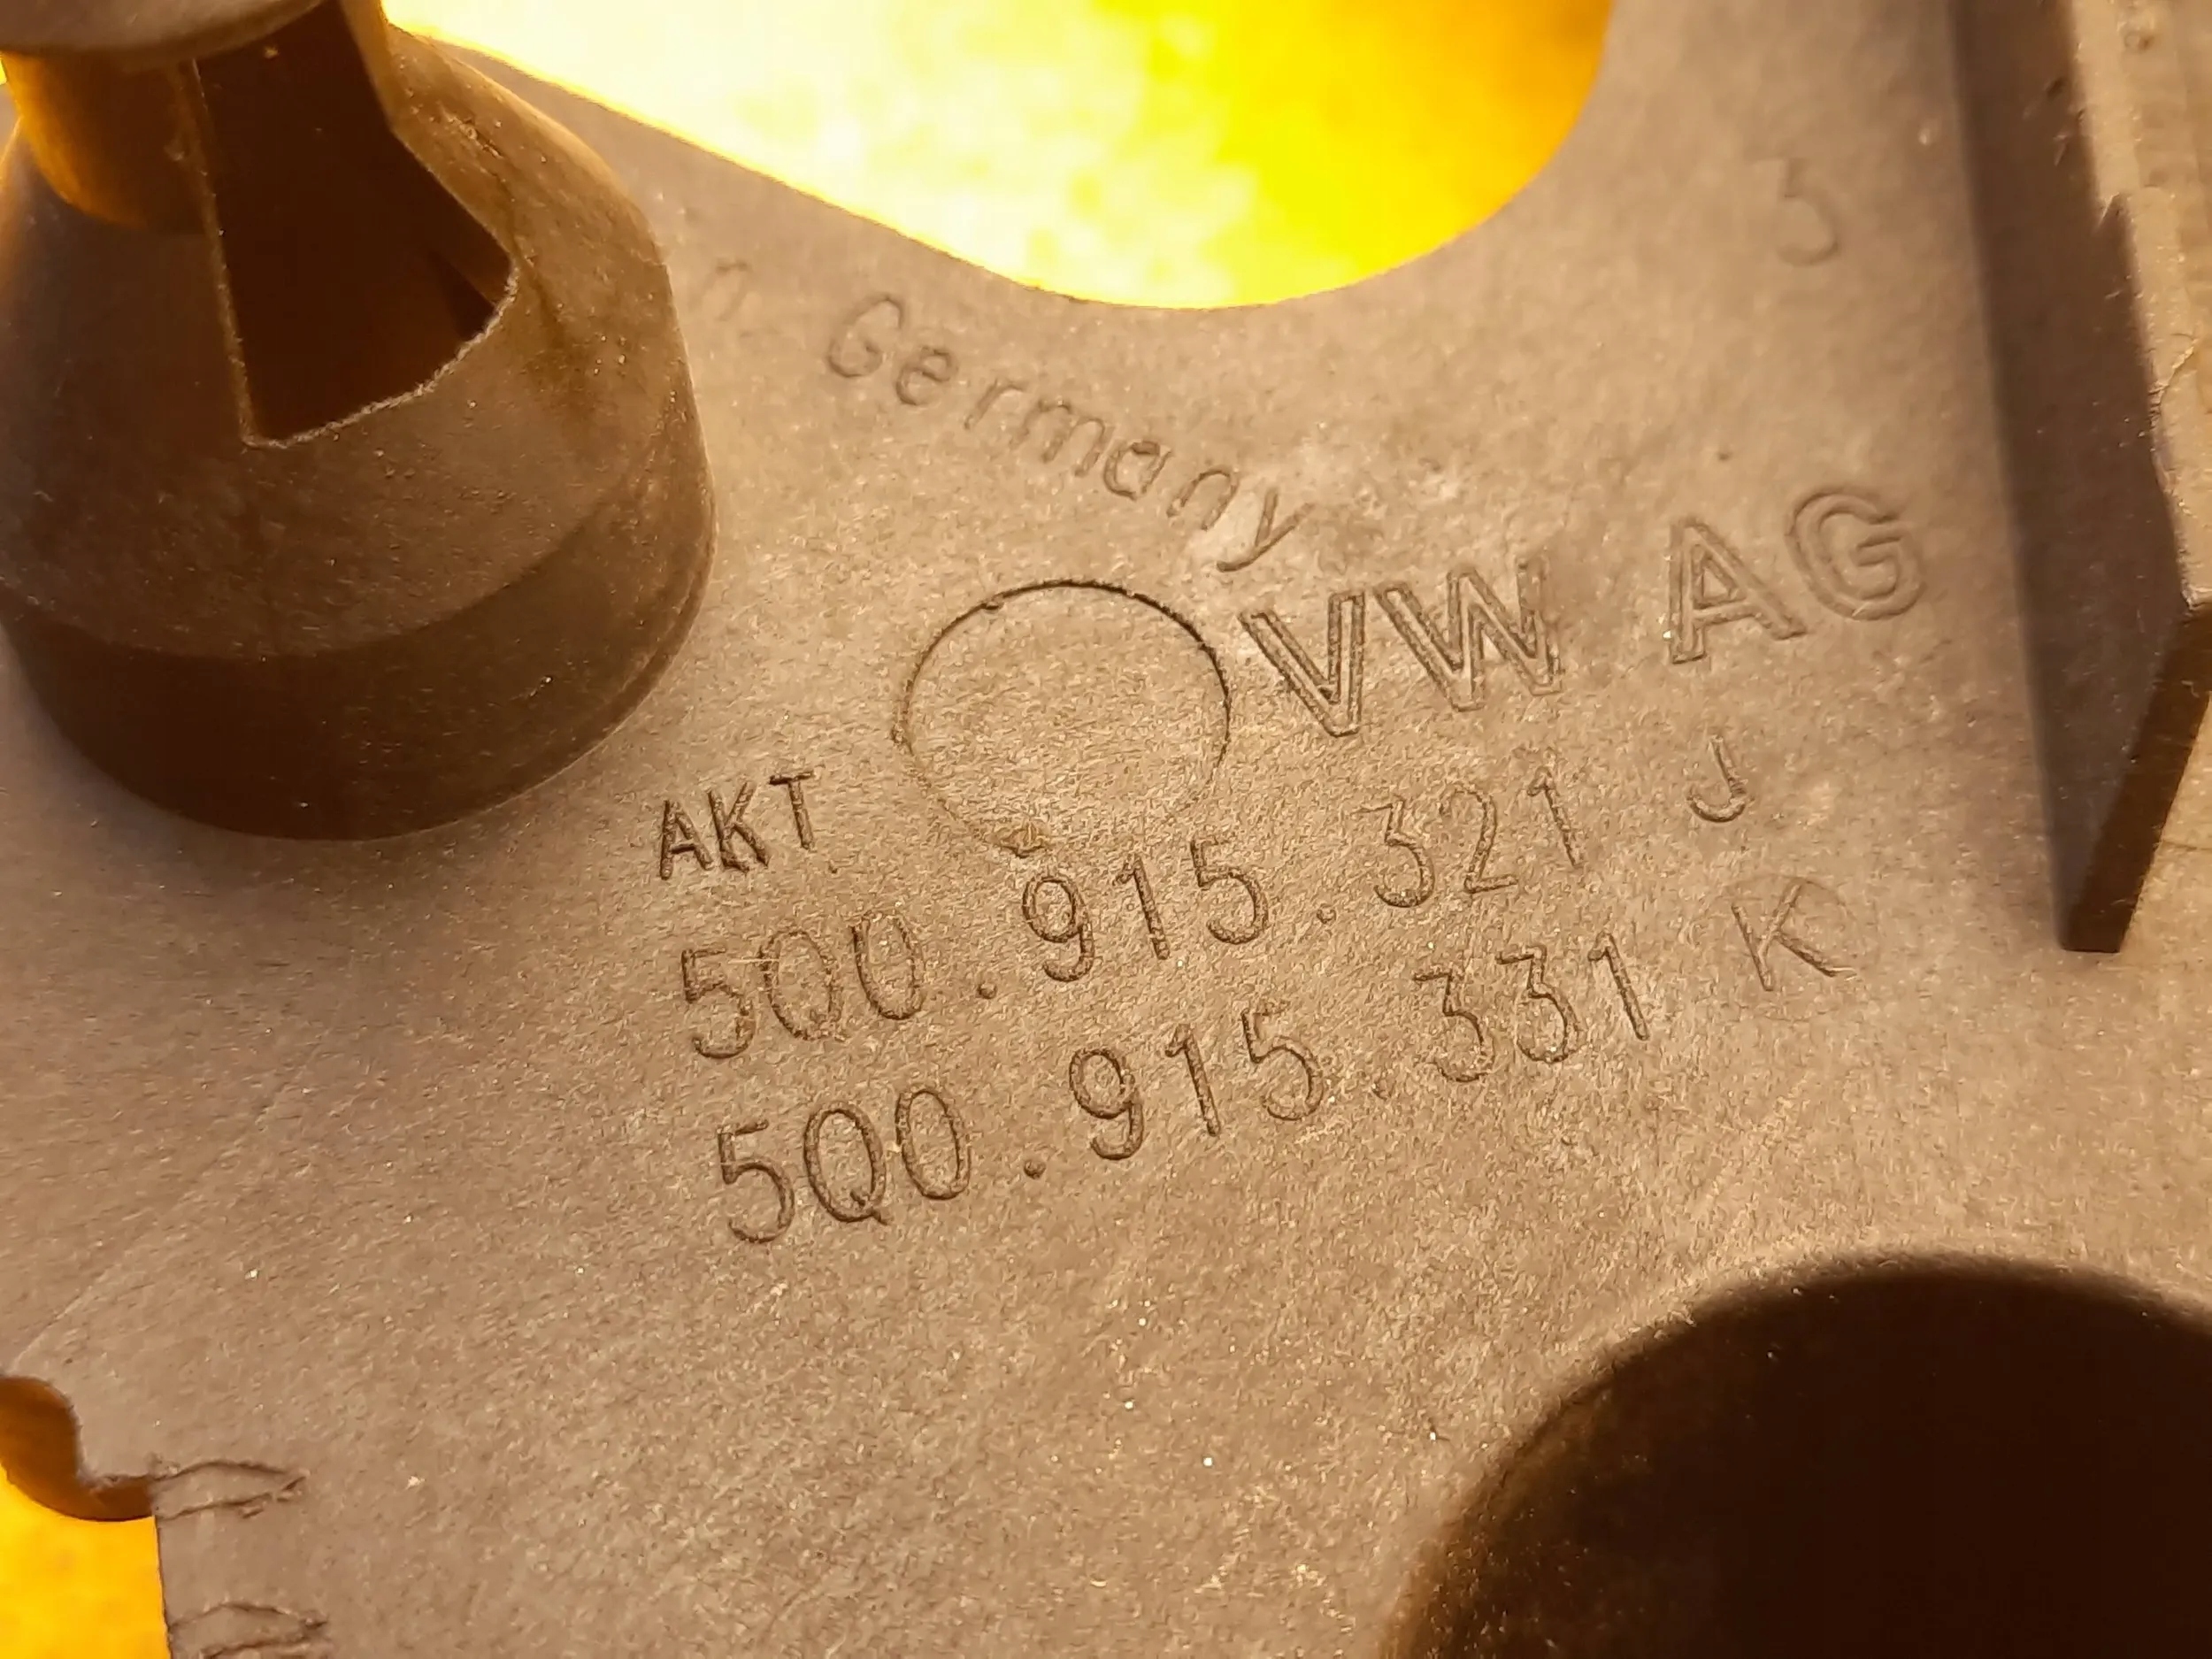 n Germany
3
VW AG
AKT
5Q0.915.321 J
5Q0.915.331 K